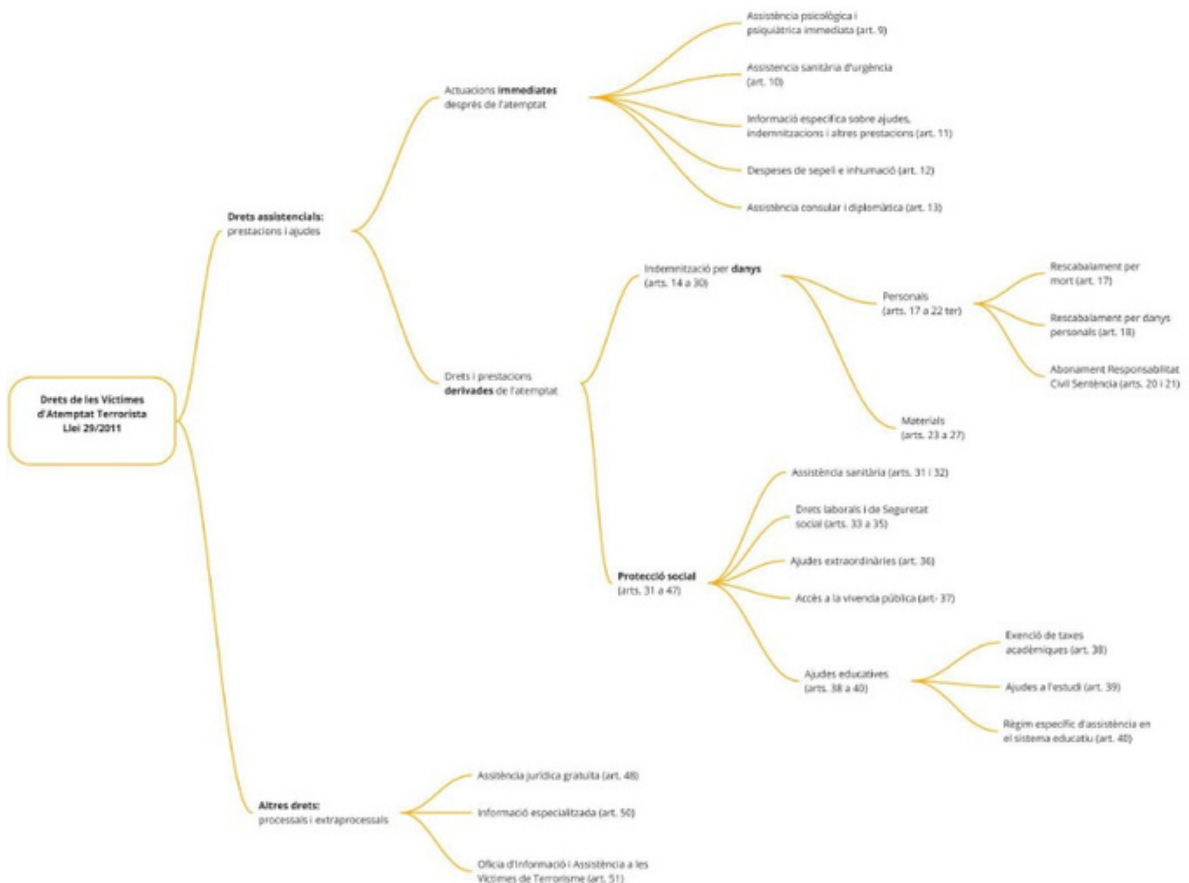 Drets de les Víctimes
d'Atemptat Terrorista
Llei 29/2011
Drets assistencials:
prestacions i ajudes
Actuacions immediates
després de l'atemptat
Assistència psicològica i
psiquiàtrica immediata (art. 9)
Assistencia sanitària d'urgència
(art. 10)
Informació específica sobre ajudes,
indemnitzacions i altres prestacions (art. 11)
Despeses de sepeli e inhumació (art. 12)
Assistència consular i diplomàtica (art. 13)
Drets i prestacions
derivades de l'atemptat
Indemnització per danys
(arts. 14 a 30)
Personals
(arts. 17 a 22 ter)
Rescabalament per
mort (art. 17)
Rescabalament per danys
personals (art. 18)
Abonament Responsabilitat
Civil Sentència (arts. 20 i 21)
Materials
(arts. 23 a 27)
Protecció social
(arts. 31 a 47)
Assistència sanitària (arts. 31 i 32)
Drets laborals i de Seguretat
social (arts. 33 a 35)
Ajudes extraordinàries (art. 36)
Accès a la vivenda pública (art- 37)
Ajudes educatives
(arts. 38 a 40)
Exenció de taxes
acadèmiques (art. 38)
Ajudes a l'estudi (art. 39)
Règim específic d'assistència en
el sistema educatiu (art. 40)
Altres drets:
processals i extraprocessals
Assitència jurídica gratuïta (art. 48)
Informació especialitzada (art. 50)
Oficia d'Informació i Assistència a les
Víctimes de Terrorisme (art. 51)